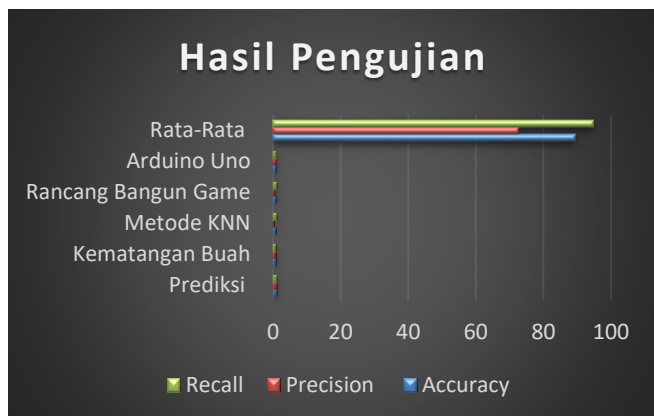 Hasil Pengujian
Rata-Rata
Arduino Uno
Rancang Bangun Game
Metode KNN
Kematangan Buah
Prediksi
0 20 40 60 80 100
Recall Precision Accuracy